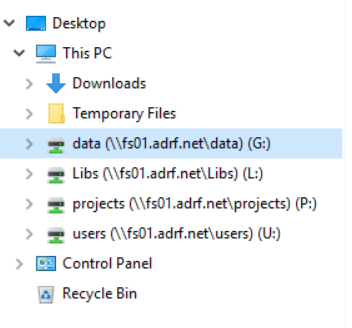 Desktop
This PC
Downloads
Temporary Files
data (\\fs01.adrf.net\data) (G:)
Libs (\\fs01.adrf.net\Libs) (L:)
projects (\\fs01.adrf.net\projects) (P:)
users (\\fs01.adrf.net\users) (U:)
Control Panel
Recycle Bin